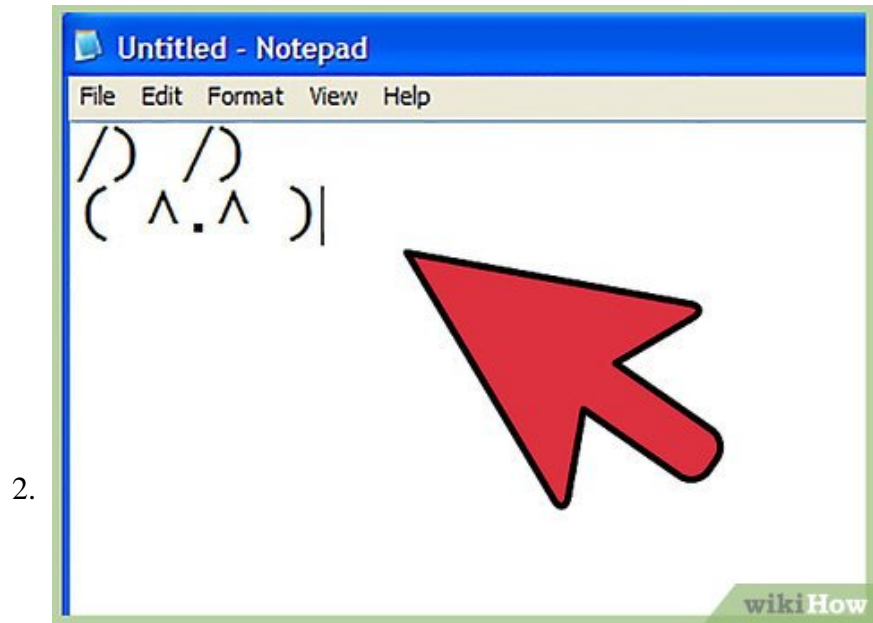 Untitled - Notepad
File Edit Format View Help
/) /)
( ^.^ )
2.
wikiHow